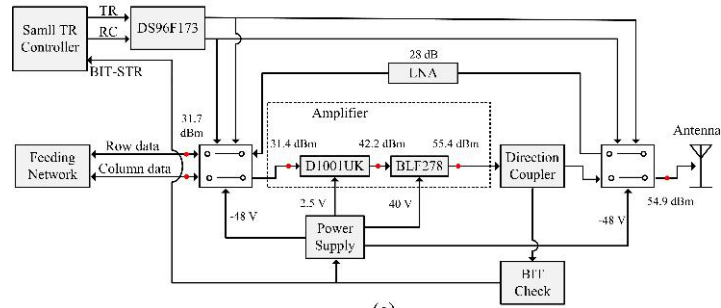 Samll TR
Controller
TR
RC
DS96F173
BIT-STR
28 dB
LNA
Amplifier
31.7
dBm
31.4 dBm
42.2 dBm
55.4 dBm
Antenna
Row data
Feeding
Network
Column data
D1001UK
BLF278
Direction
Coupler
54.9 dBm
-48 V
2.5 V
40 V
-48 V
Power
Supply
BIT
Check